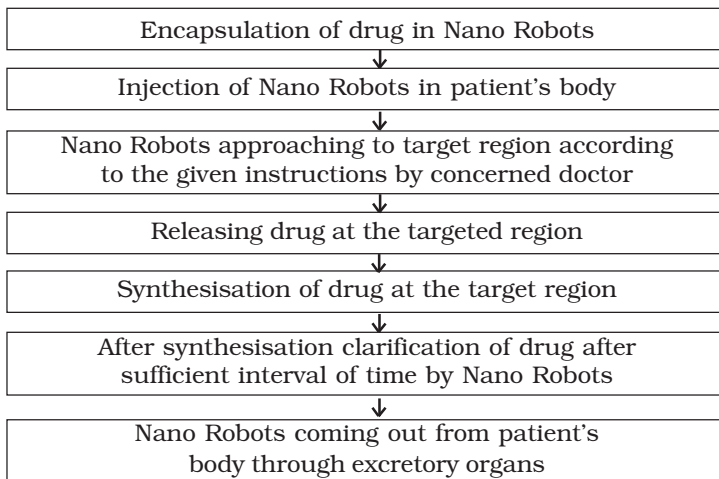 Encapsulation of drug in Nano Robots
Injection of Nano Robots in patient's body
Nano Robots approaching to target region according
to the given instructions by concerned doctor
Releasing drug at the targeted region
Synthesisation of drug at the target region
After synthesisation clarification of drug after
sufficient interval of time by Nano Robots
Nano Robots coming out from patient's
body through excretory organs